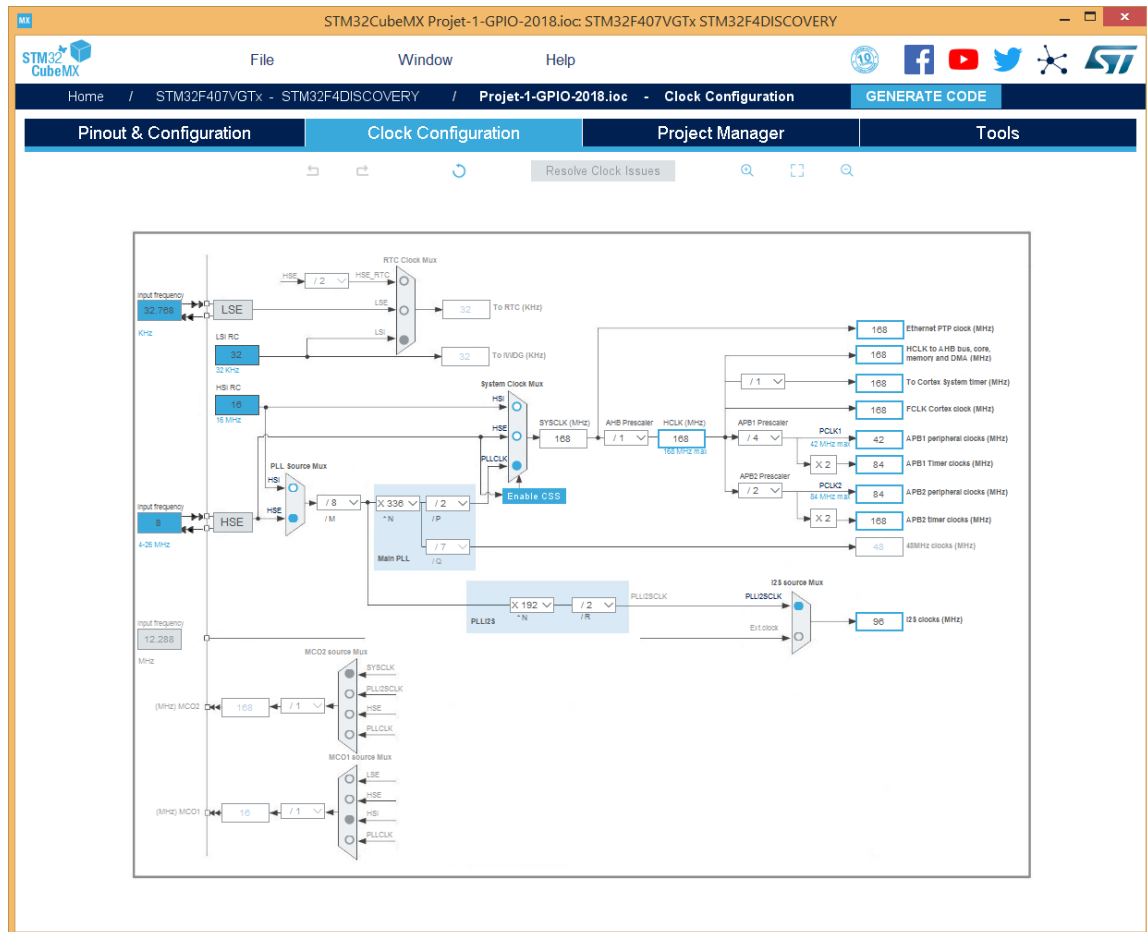 MX STM32CubeMX Projet-1-GPIO-2018.ioc: STM32F407VGTx STM32F4DISCOVERY
STM32 CubeMX
File Window Help
10
Home / STM32F407VGTx - STM32F4DISCOVERY / Projet-1-GPIO-2018.ioc - Clock Configuration GENERATE CODE
Pinout & Configuration Clock Configuration Project Manager Tools
Resolve Clock Issues
RTC Clock Mux
HSE / 2 HSE_RTC
Input frequency
32.768
KHz
LSE
LSE 32 To RTC (KHz)
LSI RC
32
32 KHz
LSI
32 To IWDG (KHz)
HSI RC
16
16 MHz
System Clock Mux
HSI
HSE
PLLCLK
SYSCLK (MHz)
168
AHB Prescaler
/ 1
HCLK (MHz)
168
168 MHz max
Enable CSS
168 Ethernet PTP clock (MHz)
168 HCLK to AHB bus, core,
memory and DMA (MHz)
/ 1 168 To Cortex System timer (MHz)
168 FCLK Cortex clock (MHz)
APB1 Prescaler
/ 4
PCLK1
42 MHz max
42 APB1 peripheral clocks (MHz)
X 2 84 APB1 Timer clocks (MHz)
APB2 Prescaler
/ 2
PCLK2
84 MHz max
84 APB2 peripheral clocks (MHz)
X 2 168 APB2 timer clocks (MHz)
48 48MHz clocks (MHz)
PLL Source Mux
HSI
HSE
Input frequency
8
4-26 MHz
HSE
/ 8
/ M
X 336
* N
/ 2
/ P
/ 7
/ Q
Main PLL
PLLI2S
X 192
* N
/ 2
/ R
PLLI2SCLK
I2S source Mux
PLLI2SCLK
Ext.clock
96 I2S clocks (MHz)
Input frequency
12.288
MHz
MCO2 source Mux
SYSCLK
PLLI2SCLK
HSE
PLLCLK
(MHz) MCO2 168 / 1
MCO1 source Mux
LSE
HSE
HSI
PLLCLK
(MHz) MCO1 16 / 1